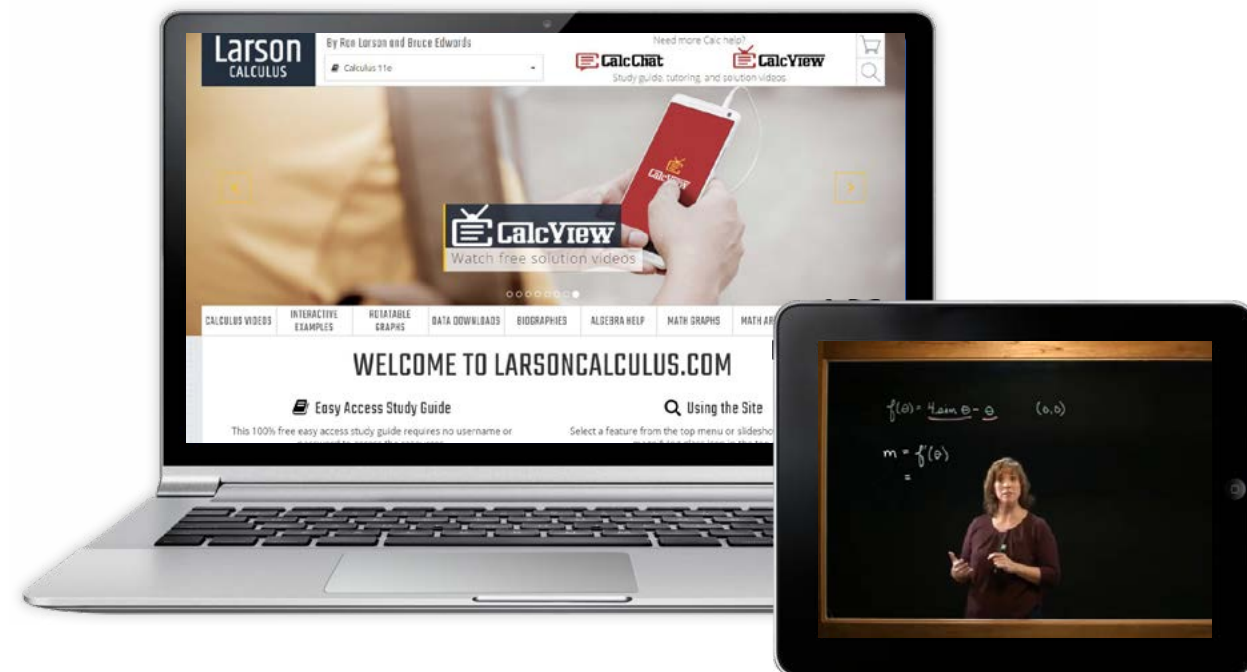 Larson
CALCULUS
By Ron Larson and Bruce Edwards
Calculus 11e
Need more Calc help?
CalcChat
CalcView
Study guide, tutoring, and solution videos
CalcView
CalcView
Watch free solution videos
CALCULUS VIDEOS
INTERACTIVE EXAMPLES
ROTATABLE GRAPHS
DATA DOWNLOADS
BIOGRAPHIES
ALGEBRA HELP
MATH GRAPHS
MATH
WELCOME TO LARSONCALCULUS.COM
Easy Access Study Guide
This 100% free easy access study guide requires no username or
Using the Site
Select a feature from the top menu or
f(θ) = 4 sin θ - θ (0,0)
m = f'(θ)
=